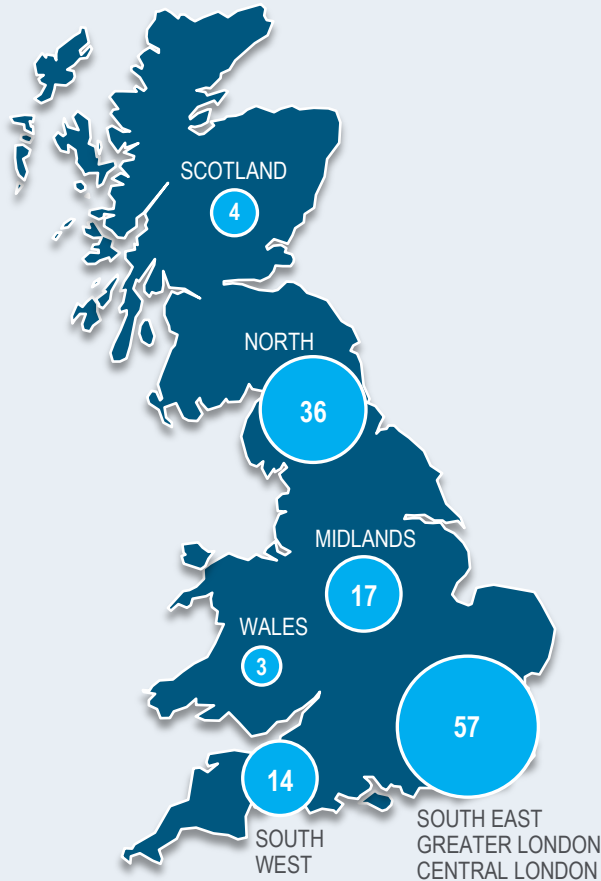 SCOTLAND
4
NORTH
36
MIDLANDS
17
WALES
3
57
14
SOUTH
WEST
SOUTH EAST
GREATER LONDON
CENTRAL LONDON